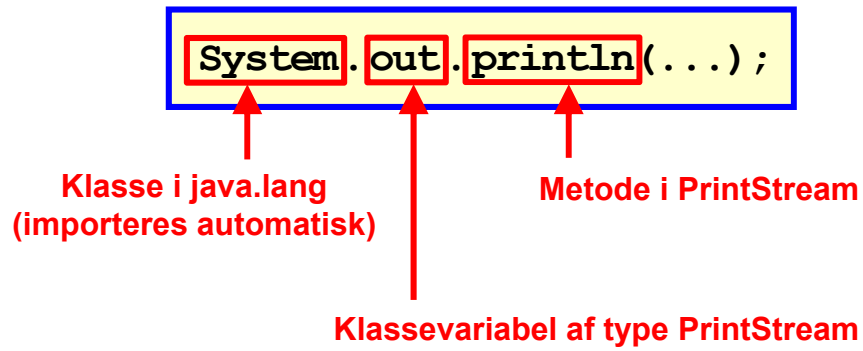 System.out.println(...);
Klasse i java.lang
(importeres automatisk)
Metode i PrintStream
Klassevariabel af type PrintStream